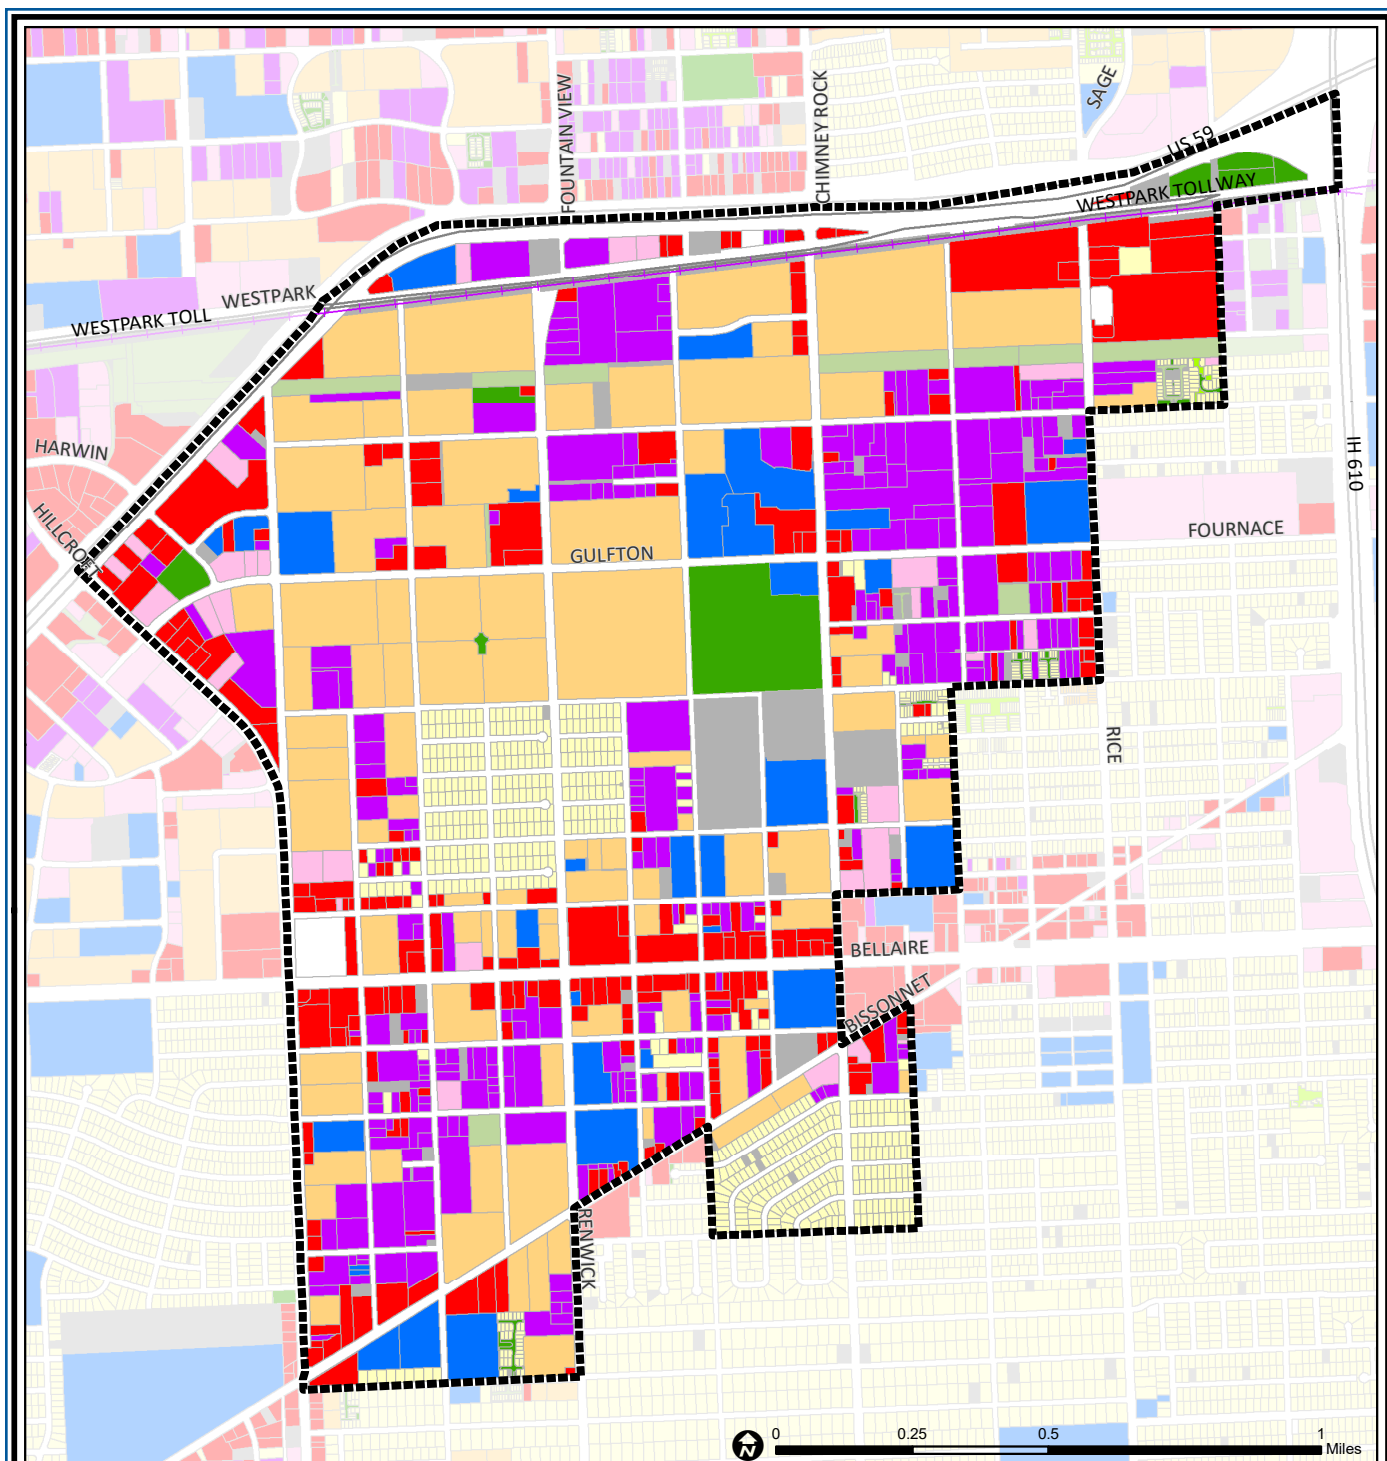 FOUNTAIN VIEW
CHIMNEY ROCK
SAGE
US 59
WESTPARK TOLLWAY
WESTPARK
WESTPARK TOLL
HARWIN
HILLCROFT
IH 610
FOURNACE
GULFTON
RICE
BELLAIRE
BISSONNET
RENWICK
N
0 0.25 0.5 1
Miles